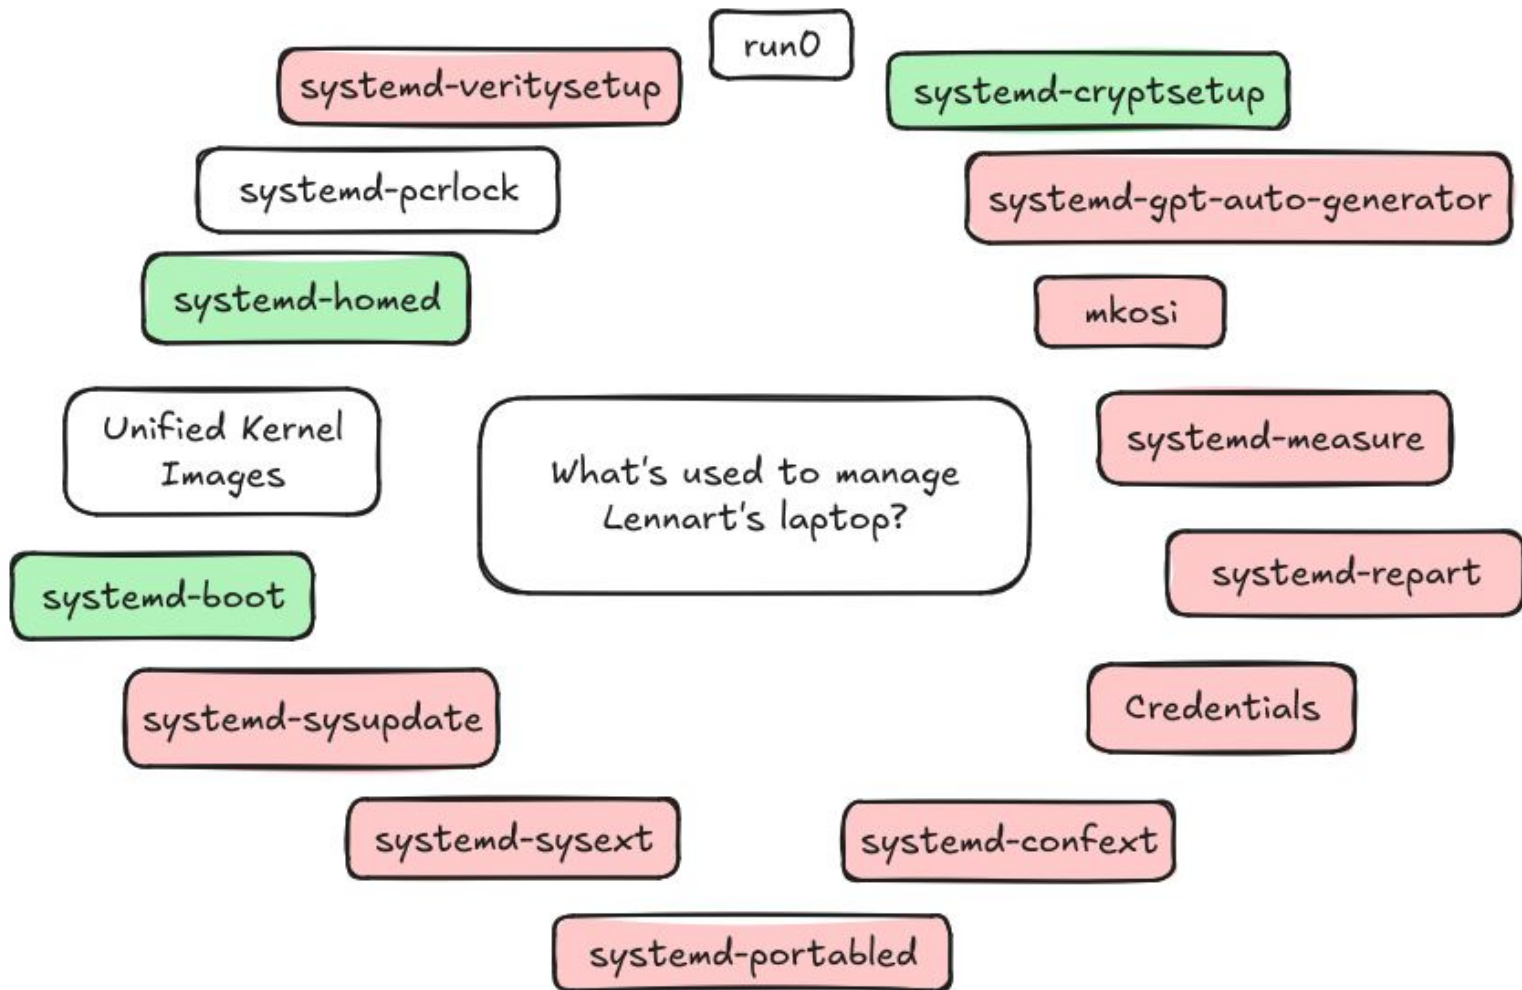 run0
systemd-veritysetup
systemd-cryptsetup
systemd-pcrlock
systemd-gpt-auto-generator
systemd-homed
mkosi
Unified Kernel
Images
What's used to manage
Lennart's laptop?
systemd-measure
systemd-boot
systemd-repart
systemd-sysupdate
Credentials
systemd-sysext
systemd-confext
systemd-portabled